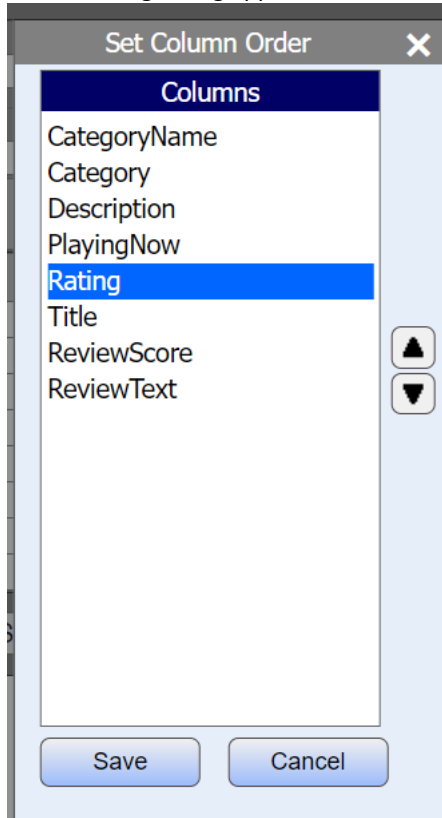 Set Column Order
Columns
CategoryName
Category
Description
PlayingNow
Rating
Title
ReviewScore
ReviewText
Save Cancel